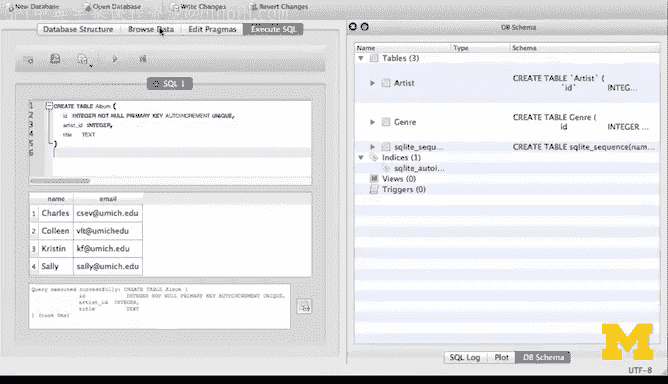 New Database Open Database Write Changes Revert Changes
Database Structure Browse Data Edit Pragmas Execute SQL
SQL 1
1 CREATE TABLE Album (
2 id INTEGER NOT NULL PRIMARY KEY AUTOINCREMENT UNIQUE,
3 artist_id INTEGER,
4 title TEXT
5 )
6
name email
1 Charles csev@umich.edu
2 Colleen vlt@umichedu
3 Kristin kf@umich.edu
4 Sally sally@umich.edu
Query executed successfully: CREATE TABLE Album (
id INTEGER NOT NULL PRIMARY KEY AUTOINCREMENT UNIQUE,
artist_id INTEGER,
title TEXT
) (took 0ms)
DB Schema
Name Type Schema
Tables (3)
Artist CREATE TABLE `Artist` (
`id` INTEG...
Genre CREATE TABLE Genre (
id INTEGER ...
sqlite_sequ... CREATE TABLE sqlite_sequence(nam...
Indices (1)
sqlite_autoi...
Views (0)
Triggers (0)
SQL Log Plot DB Schema
UTF-8
M